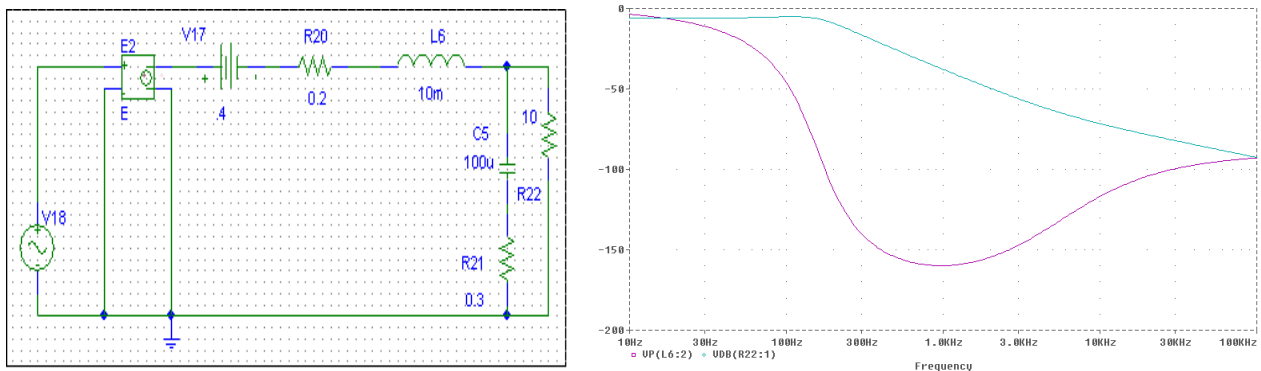 E2
V17
R20
L6
+
-
E
.4
0.2
10m
10
C5
100u
R22
V18
R21
0.3
0
-50
-100
-150
-200
10Hz
30Hz
100Hz
300Hz
1.0KHz
3.0KHz
10KHz
30KHz
100KHz
VP(L6:2)
VDB(R22:1)
Frequency